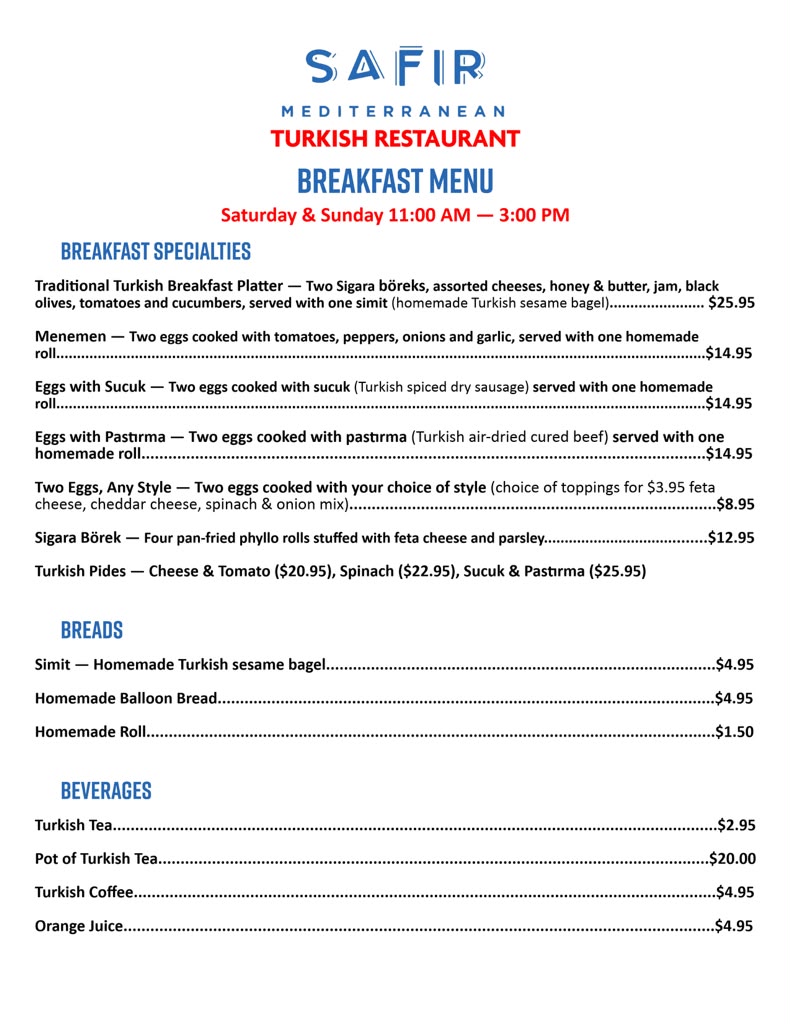 SAFIR
MEDITERRANEAN
TURKISH RESTAURANT
BREAKFAST MENU
Saturday & Sunday 11:00 AM — 3:00 PM
BREAKFAST SPECIALTIES
Traditional Turkish Breakfast Platter — Two Sigara böreks, assorted cheeses, honey & butter, jam, black
olives, tomatoes and cucumbers, served with one simit (homemade Turkish sesame bagel)....................... $25.95
Menemen — Two eggs cooked with tomatoes, peppers, onions and garlic, served with one homemade
roll..........................................................................................................................................................$14.95
Eggs with Sucuk — Two eggs cooked with sucuk (Turkish spiced dry sausage) served with one homemade
roll..........................................................................................................................................................$14.95
Eggs with Pastırma — Two eggs cooked with pastırma (Turkish air-dried cured beef) served with one
homemade roll......................................................................................................................................$14.95
Two Eggs, Any Style — Two eggs cooked with your choice of style (choice of toppings for $3.95 feta
cheese, cheddar cheese, spinach & onion mix).......................................................................................$8.95
Sigara Börek — Four pan-fried phyllo rolls stuffed with feta cheese and parsley.......................................$12.95
Turkish Pides — Cheese & Tomato ($20.95), Spinach ($22.95), Sucuk & Pastırma ($25.95)
BREADS
Simit — Homemade Turkish sesame bagel............................................................................................$4.95
Homemade Balloon Bread......................................................................................................................$4.95
Homemade Roll.......................................................................................................................................$1.50
BEVERAGES
Turkish Tea...............................................................................................................................................$2.95
Pot of Turkish Tea...................................................................................................................................$20.00
Turkish Coffee..........................................................................................................................................$4.95
Orange Juice.............................................................................................................................................$4.95